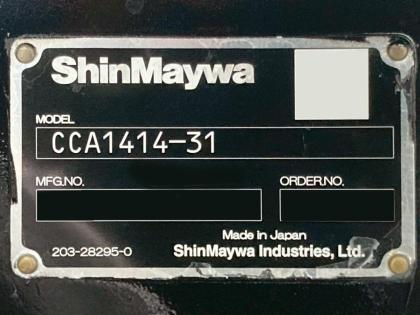 ShinMaywa
MODEL
CCA1414-31
MFG.NO. ORDER.NO.
Made in Japan
203-28295-0 ShinMaywa Industries, Ltd.